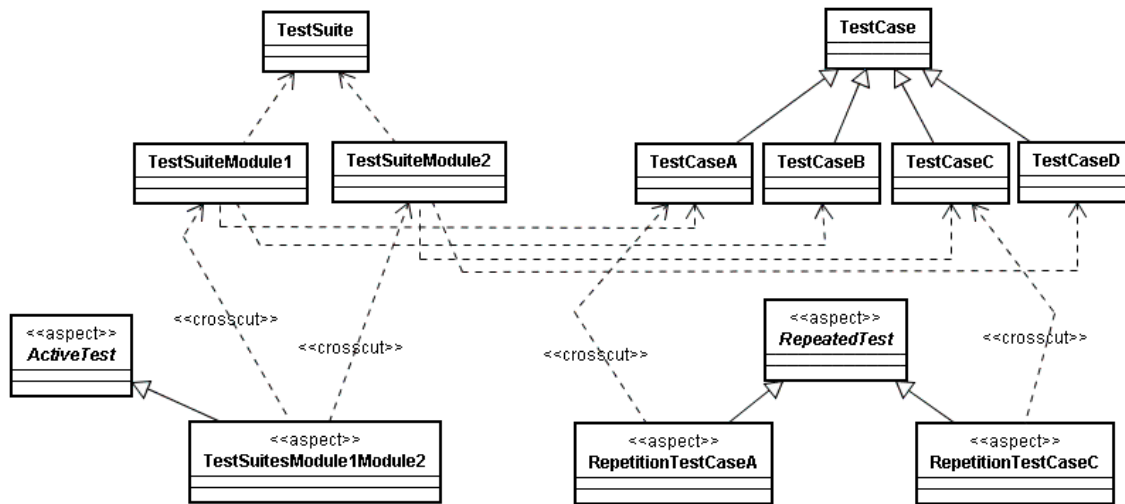 TestSuite
TestCase
TestSuiteModule1
TestSuiteModule2
TestCaseA
TestCaseB
TestCaseC
TestCaseD
<<crosscut>>
<<crosscut>>
<<crosscut>>
<<crosscut>>
<<aspect>>
ActiveTest
<<aspect>>
RepeatedTest
<<aspect>>
TestSuitesModule1Module2
<<aspect>>
RepetitionTestCaseA
<<aspect>>
RepetitionTestCaseC